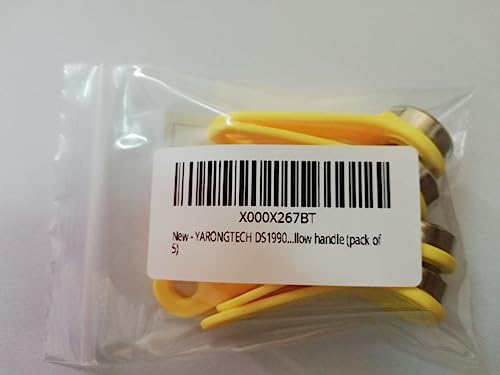 X000X267BT
New - YARONGTECH DS1990...llow handle (pack of
5)